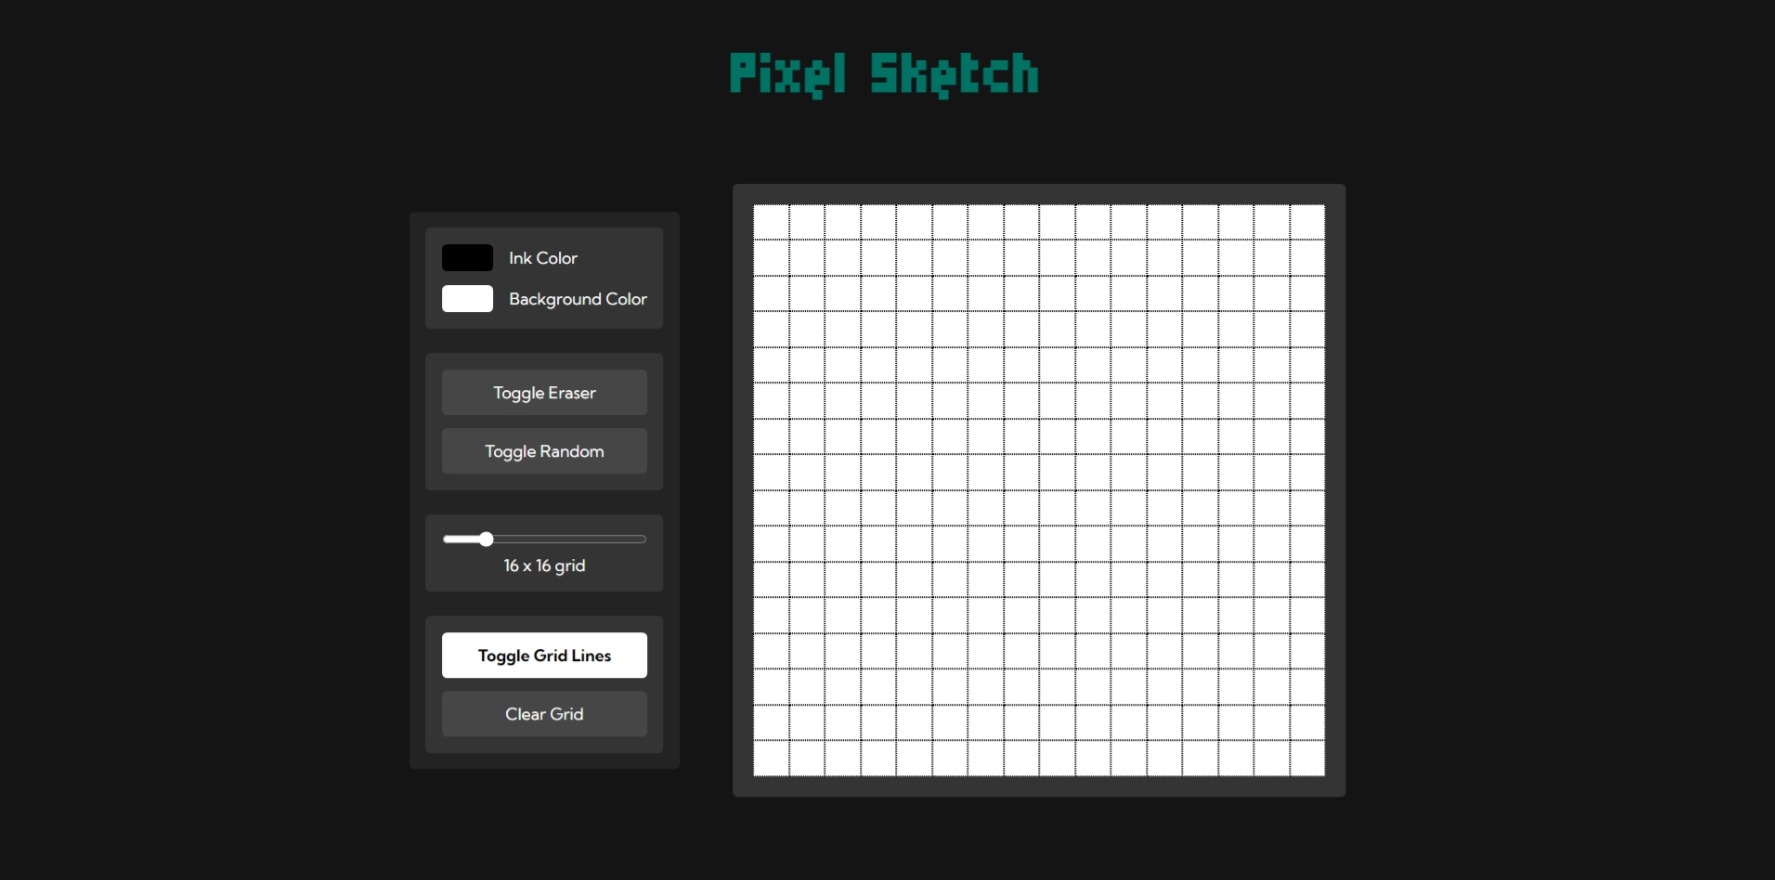 Pixel Sketch
Ink Color
Background Color
Toggle Eraser
Toggle Random
16 x 16 grid
Toggle Grid Lines
Clear Grid